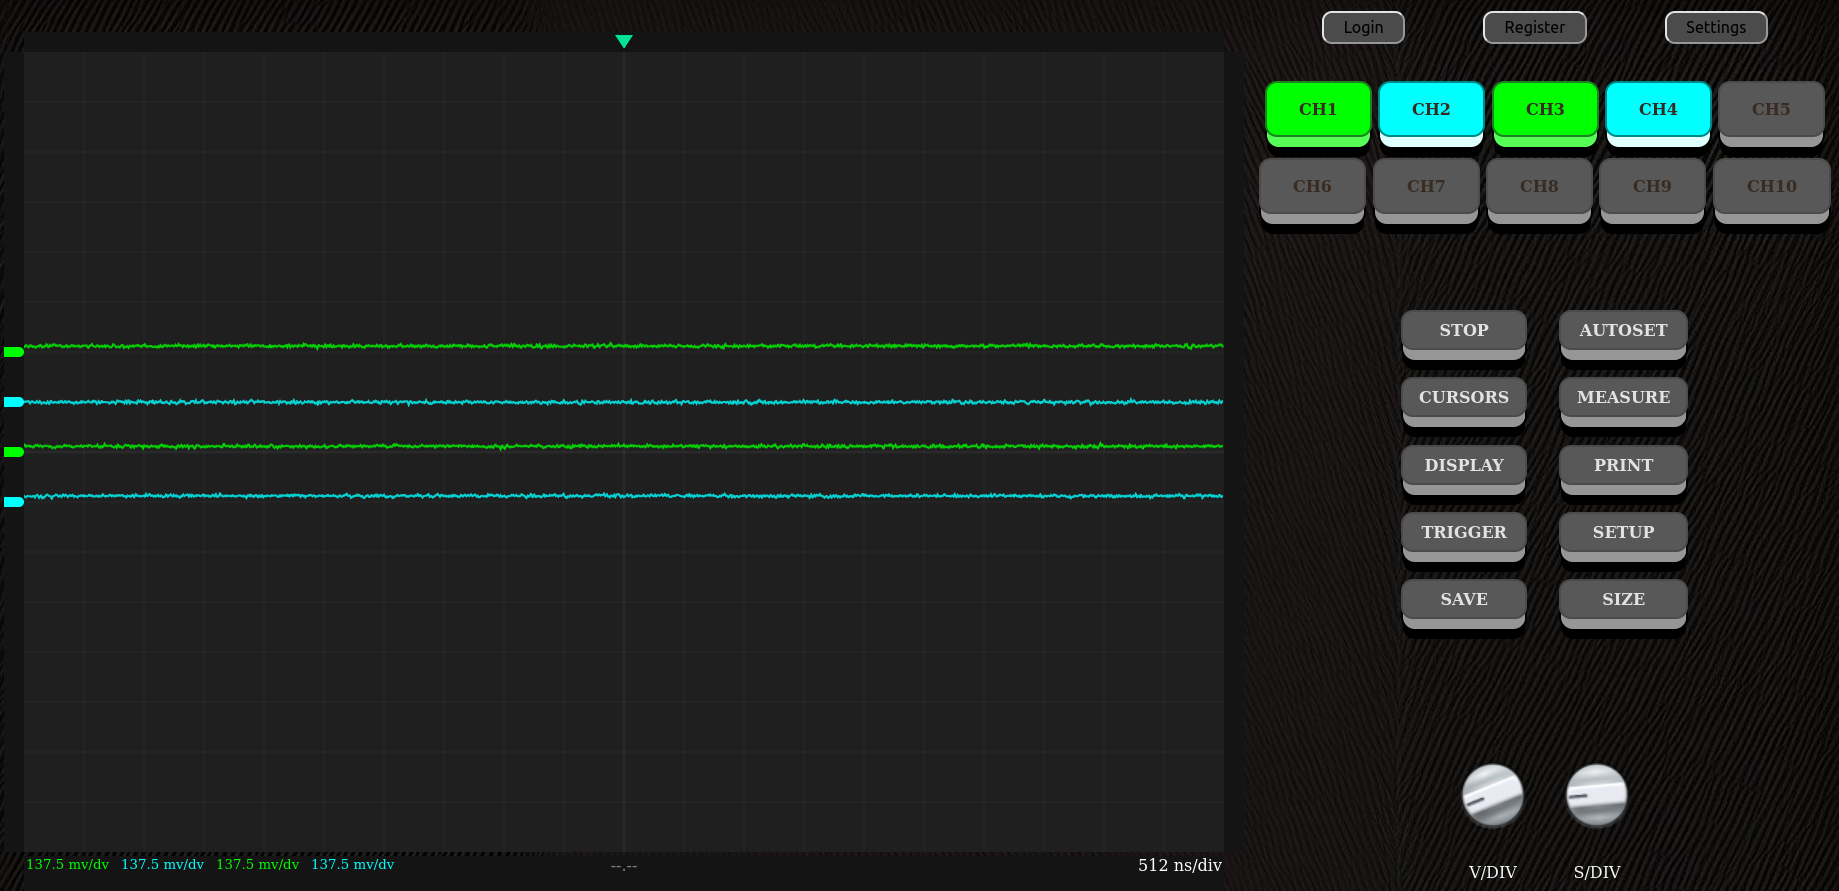 Login Register Settings
CH1 CH2 CH3 CH4 CH5
CH6 CH7 CH8 CH9 CH10
STOP AUTOSET
CURSORS MEASURE
DISPLAY PRINT
TRIGGER SETUP
SAVE SIZE
137.5 mv/dv 137.5 mv/dv 137.5 mv/dv 137.5 mv/dv --.-- 512 ns/div
V/DIV S/DIV